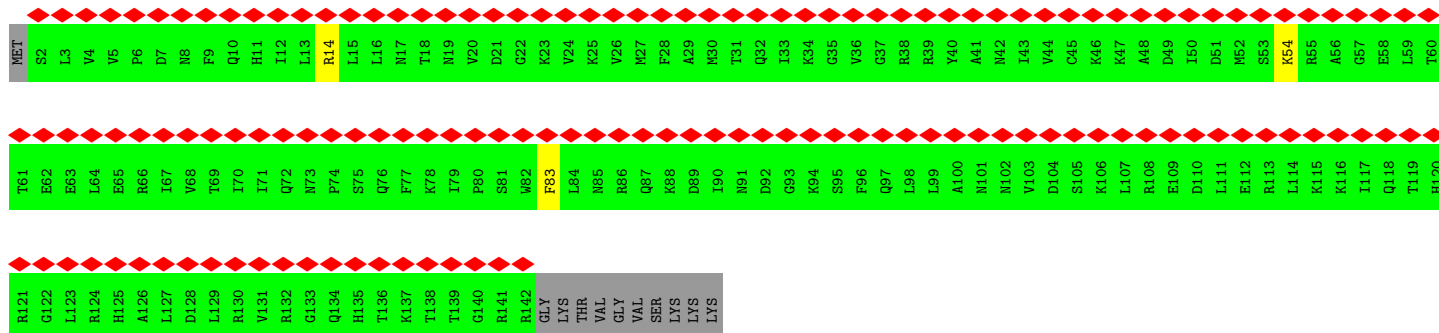 MET S2 L3 V4 V5 P6 D7 N8 F9 Q10 H11 I12 L13 R14 L15 L16 N17 T18 N19 V20 D21 G22 K23 V24 K25 V26 M27 F28 A29 M30 T31 Q32 I33 K34 G35 V36 G37 R38 R39 Y40 A41 N42 I43 V44 C45 K46 K47 A48 D49 I50 D51 M52 S53 K54 R55 A56 G57 E58 L59 T60
T61 E62 E63 L64 E65 R66 I67 V68 T69 I70 I71 Q72 N73 P74 S75 Q76 F77 K78 I79 P80 S81 W82 F83 L84 N85 R86 Q87 K88 D89 I90 N91 D92 G93 K94 S95 F96 Q97 L98 L99 A100 N101 N102 V103 D104 S105 K106 L107 R108 E109 D110 L111 E112 R113 L114 K115 K116 I117 Q118 T119 H120
R121 G122 L123 R124 H125 A126 L127 D128 L129 R130 V131 R132 G133 Q134 H135 T136 K137 T138 T139 G140 R141 R142 GLY LYS THR VAL GLY VAL SER LYS LYS LYS